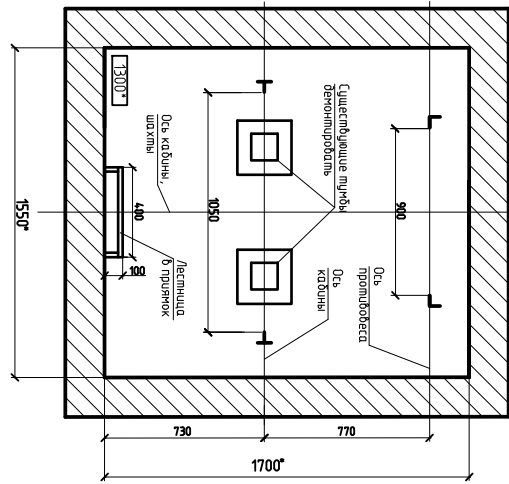 1300*
Существующие тумбы
демонтировать
Ось кабины,
шахты
1050
900
400
1550*
100
Лестница
в приямок
Ось
кабины
Ось
противовеса
730
770
1700*